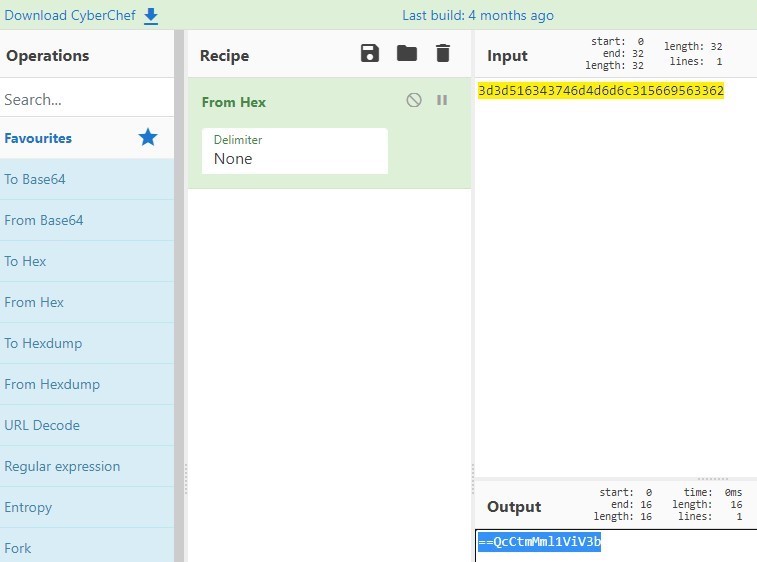 Download CyberChef
Last build: 4 months ago
Operations
Search...
Favourites
To Base64
From Base64
To Hex
From Hex
To Hexdump
From Hexdump
URL Decode
Regular expression
Entropy
Fork
Recipe
From Hex
Delimiter
None
Input
start: 0
end: 32
length: 32
length: 32
lines: 1
3d3d516343746d4d6d6c315669563362
Output
start: 0
end: 16
length: 16
time: 0ms
length: 16
lines: 1
==QcCtmMml1ViV3b